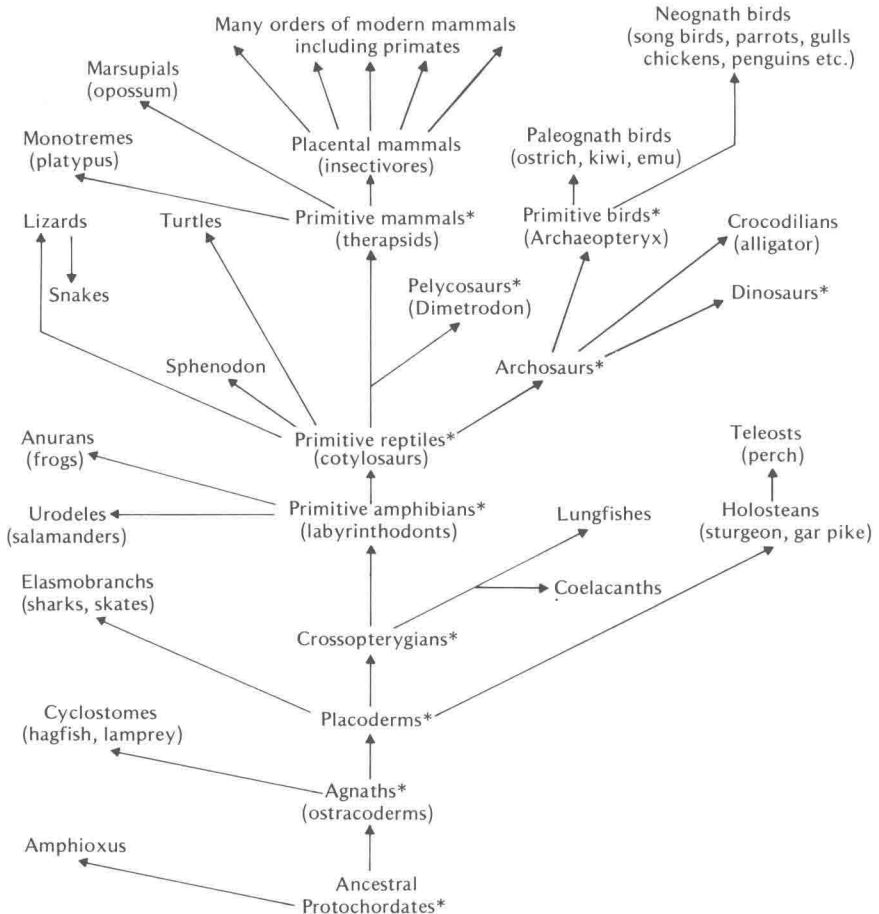 Many orders of modern mammals
including primates
Neognath birds
(song birds, parrots, gulls
chickens, penguins etc.)
Marsupials
(opossum)
Monotremes
(platypus)
Placental mammals
(insectivores)
Paleognath birds
(ostrich, kiwi, emu)
Lizards
Turtles
Primitive mammals*
(therapsids)
Primitive birds*
(Archaeopteryx)
Crocodilians
(alligator)
Snakes
Pelycosaurs*
(Dimetrodon)
Dinosaurs*
Sphenodon
Archosaurs*
Anurans
(frogs)
Primitive reptiles*
(cotylosaurs)
Teleosts
(perch)
Urodeles
(salamanders)
Primitive amphibians*
(labyrinthodonts)
Lungfishes
Holosteans
(sturgeon, gar pike)
Elasmobranchs
(sharks, skates)
Coelacanths
Crossopterygians*
Placoderms*
Cyclostomes
(hagfish, lamprey)
Agnaths*
(ostracoderms)
Amphioxus
Ancestral
Protochordates*